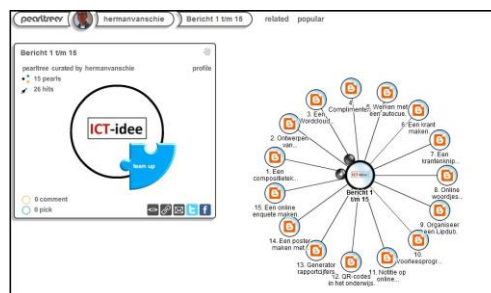 pearltrees
hermanvanschie
Bericht 1 t/m 15
related
popular
Bericht 1 t/m 15
pearltree curated by hermanvanschie
profile
15 pearls
26 hits
ICT-idee
team up
0 comment
0 pick
4.
Complimenten
3. Een
Wordcloud
5. Werken met
een autocue.
2. Ontwerpen
van...
6. Een krant
maken
1. Een
7. Een
krantenknip...
ICT-idee
Bericht 1
t/m 15
8. Online
woordjes...
15. Een online
enquete maken
9. Organiseer
een Lipdub.
14. Een poster
maken met
10.
Voorleesprogr...
13. Generator
rapportcijfers
12. QR-codes
in het onderwijs.
11. Notitie op
online...